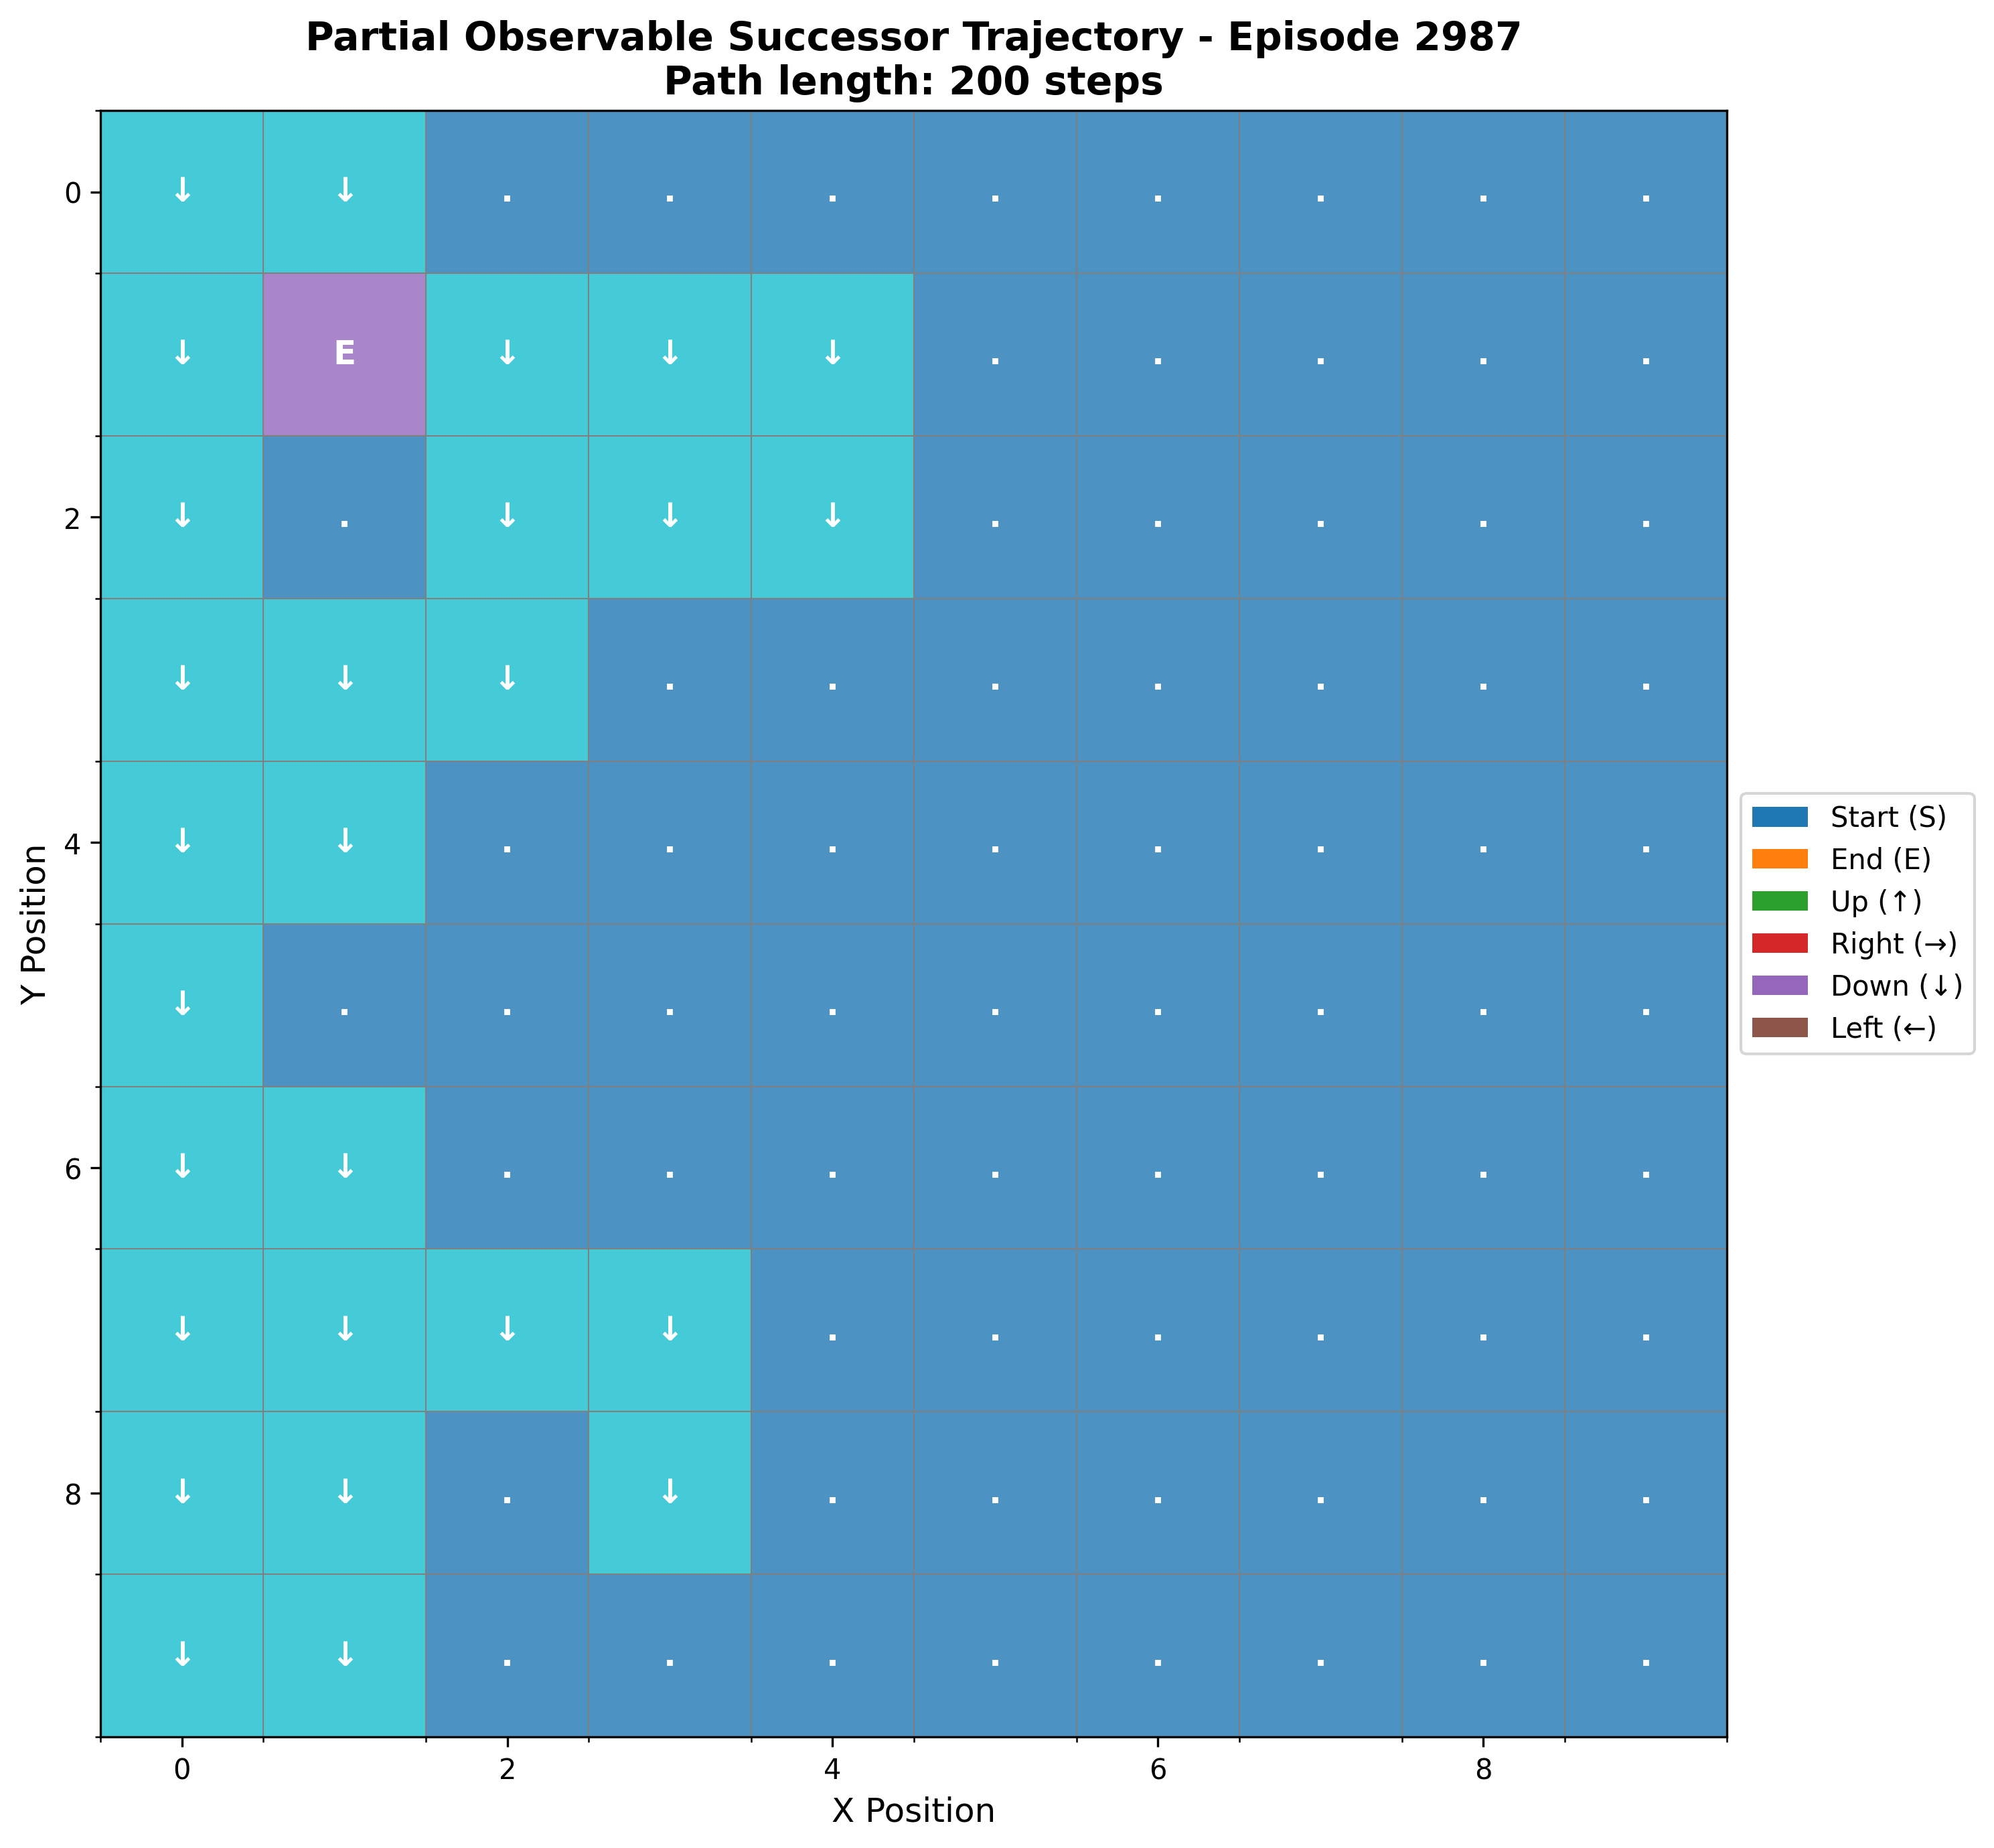 Partial Observable Successor Trajectory - Episode 2987
Path length: 200 steps
0 ↓ ↓ . . . . . . . .
↓ E ↓ ↓ ↓ . . . . .
2 ↓ . ↓ ↓ ↓ . . . . .
↓ ↓ ↓ . . . . . . .
4 ↓ ↓ . . . . . . . .
↓ . . . . . . . . .
6 ↓ ↓ . . . . . . . .
↓ ↓ ↓ ↓ . . . . . .
8 ↓ ↓ . ↓ . . . . . .
↓ ↓ . . . . . . . .
0 2 4 6 8
X Position
Y Position
Start (S)
End (E)
Up (↑)
Right (→)
Down (↓)
Left (←)